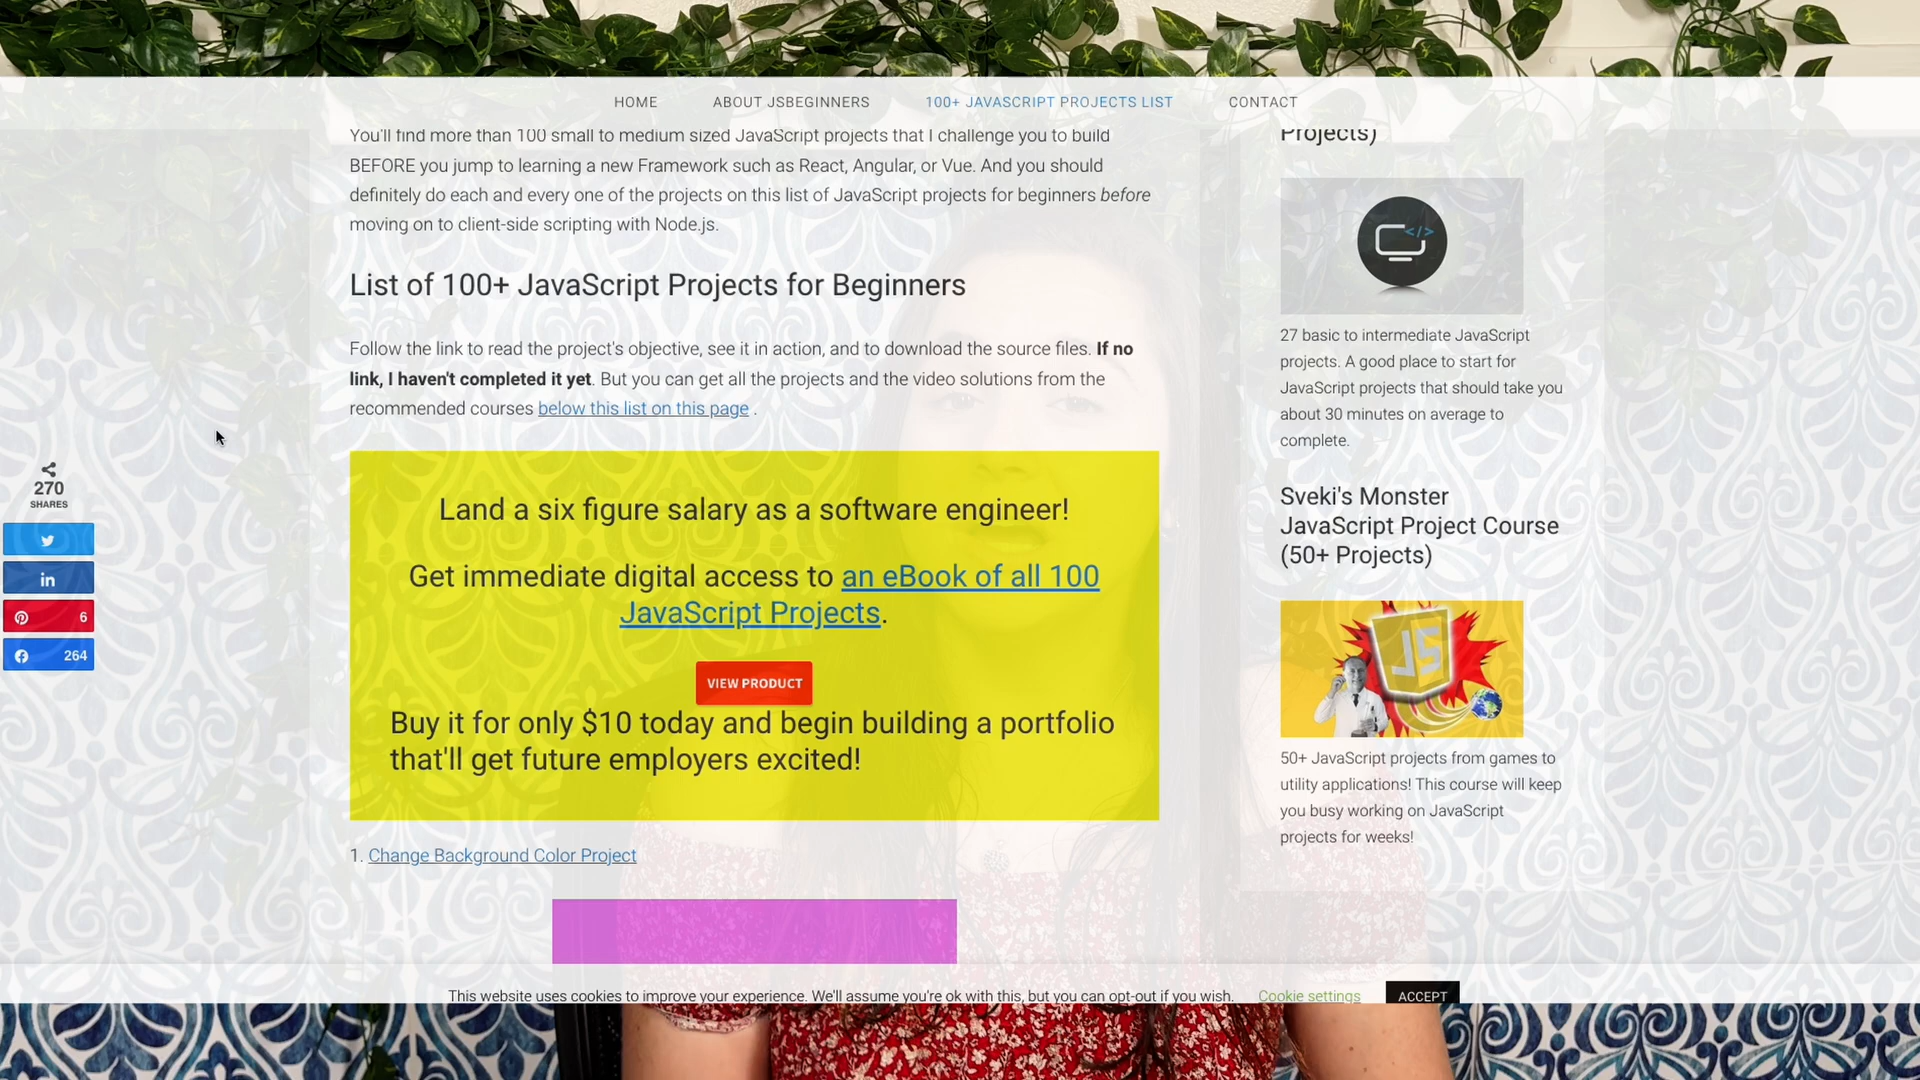 HOME
ABOUT JSBEGINNERS
100+ JAVASCRIPT PROJECTS LIST
CONTACT
You'll find more than 100 small to medium sized JavaScript projects that I challenge you to build
BEFORE you jump to learning a new Framework such as React, Angular, or Vue. And you should
definitely do each and every one of the projects on this list of JavaScript projects for beginners before
moving on to client-side scripting with Node.js.
List of 100+ JavaScript Projects for Beginners
Follow the link to read the project's objective, see it in action, and to download the source files. If no
link, I haven't completed it yet. But you can get all the projects and the video solutions from the
recommended courses below this list on this page .
270
SHARES
in
6
264
Land a six figure salary as a software engineer!
Get immediate digital access to an eBook of all 100
JavaScript Projects.
VIEW PRODUCT
Buy it for only $10 today and begin building a portfolio
that'll get future employers excited!
1. Change Background Color Project
Projects)
</>
27 basic to intermediate JavaScript
projects. A good place to start for
JavaScript projects that should take you
about 30 minutes on average to
complete.
Sveki's Monster
JavaScript Project Course
(50+ Projects)
JS
50+ JavaScript projects from games to
utility applications! This course will keep
you busy working on JavaScript
projects for weeks!
This website uses cookies to improve your experience. We'll assume you're ok with this, but you can opt-out if you wish.
Cookie settings
ACCEPT